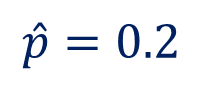 p̂ = 0.2